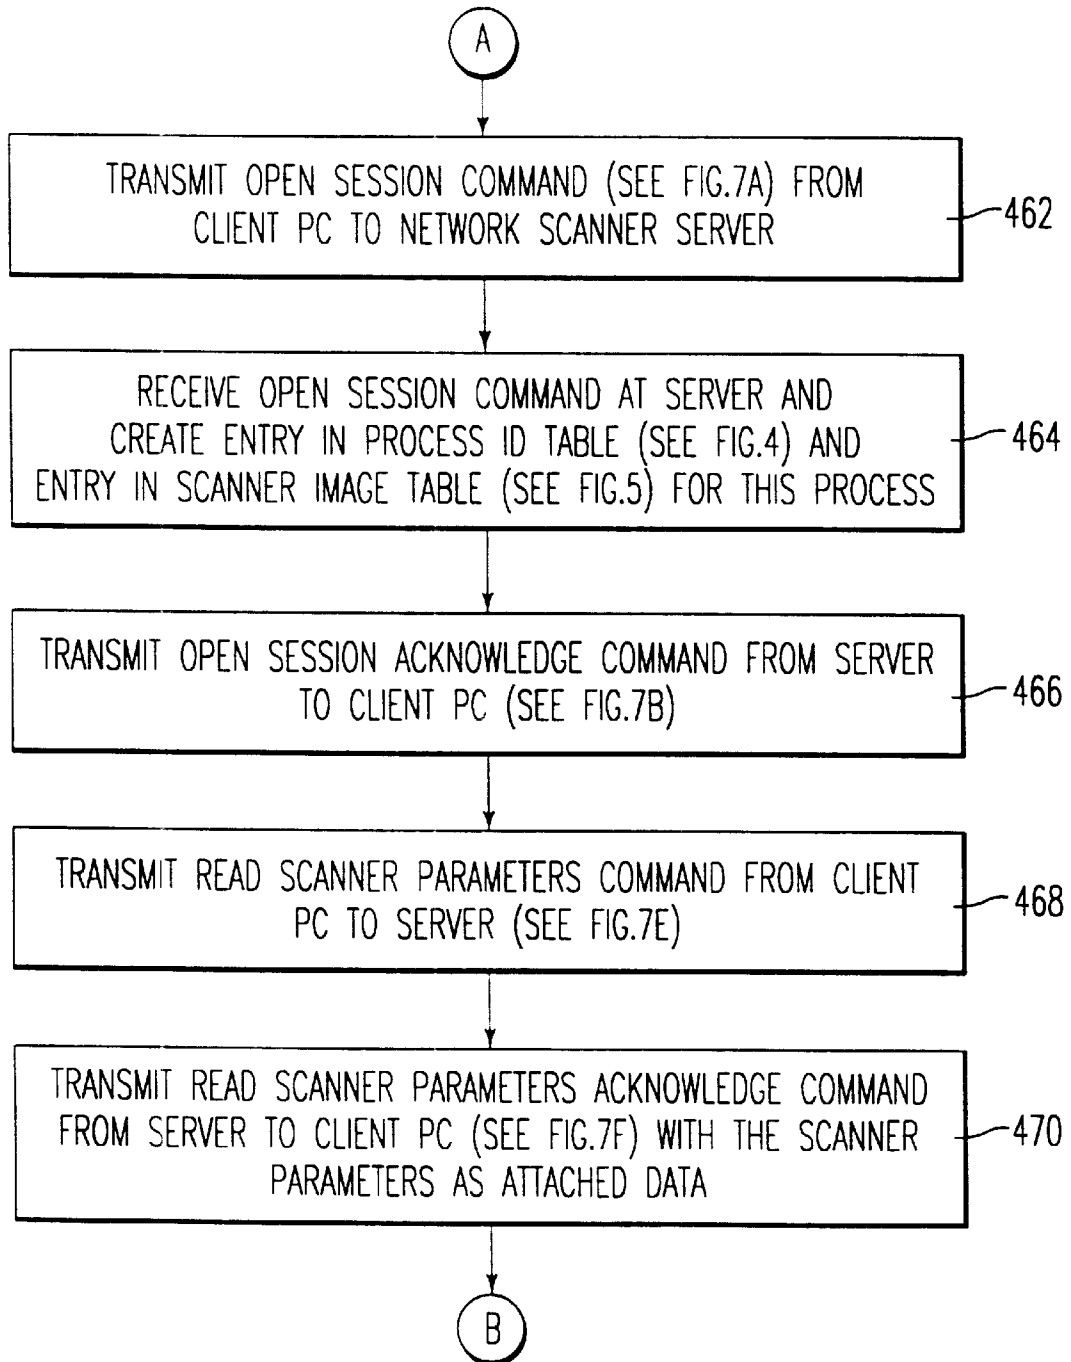 A
TRANSMIT OPEN SESSION COMMAND (SEE FIG.7A) FROM
CLIENT PC TO NETWORK SCANNER SERVER
462
RECEIVE OPEN SESSION COMMAND AT SERVER AND
CREATE ENTRY IN PROCESS ID TABLE (SEE FIG.4) AND
ENTRY IN SCANNER IMAGE TABLE (SEE FIG.5) FOR THIS PROCESS
464
TRANSMIT OPEN SESSION ACKNOWLEDGE COMMAND FROM SERVER
TO CLIENT PC (SEE FIG.7B)
466
TRANSMIT READ SCANNER PARAMETERS COMMAND FROM CLIENT
PC TO SERVER (SEE FIG.7E)
468
TRANSMIT READ SCANNER PARAMETERS ACKNOWLEDGE COMMAND
FROM SERVER TO CLIENT PC (SEE FIG.7F) WITH THE SCANNER
PARAMETERS AS ATTACHED DATA
470
B